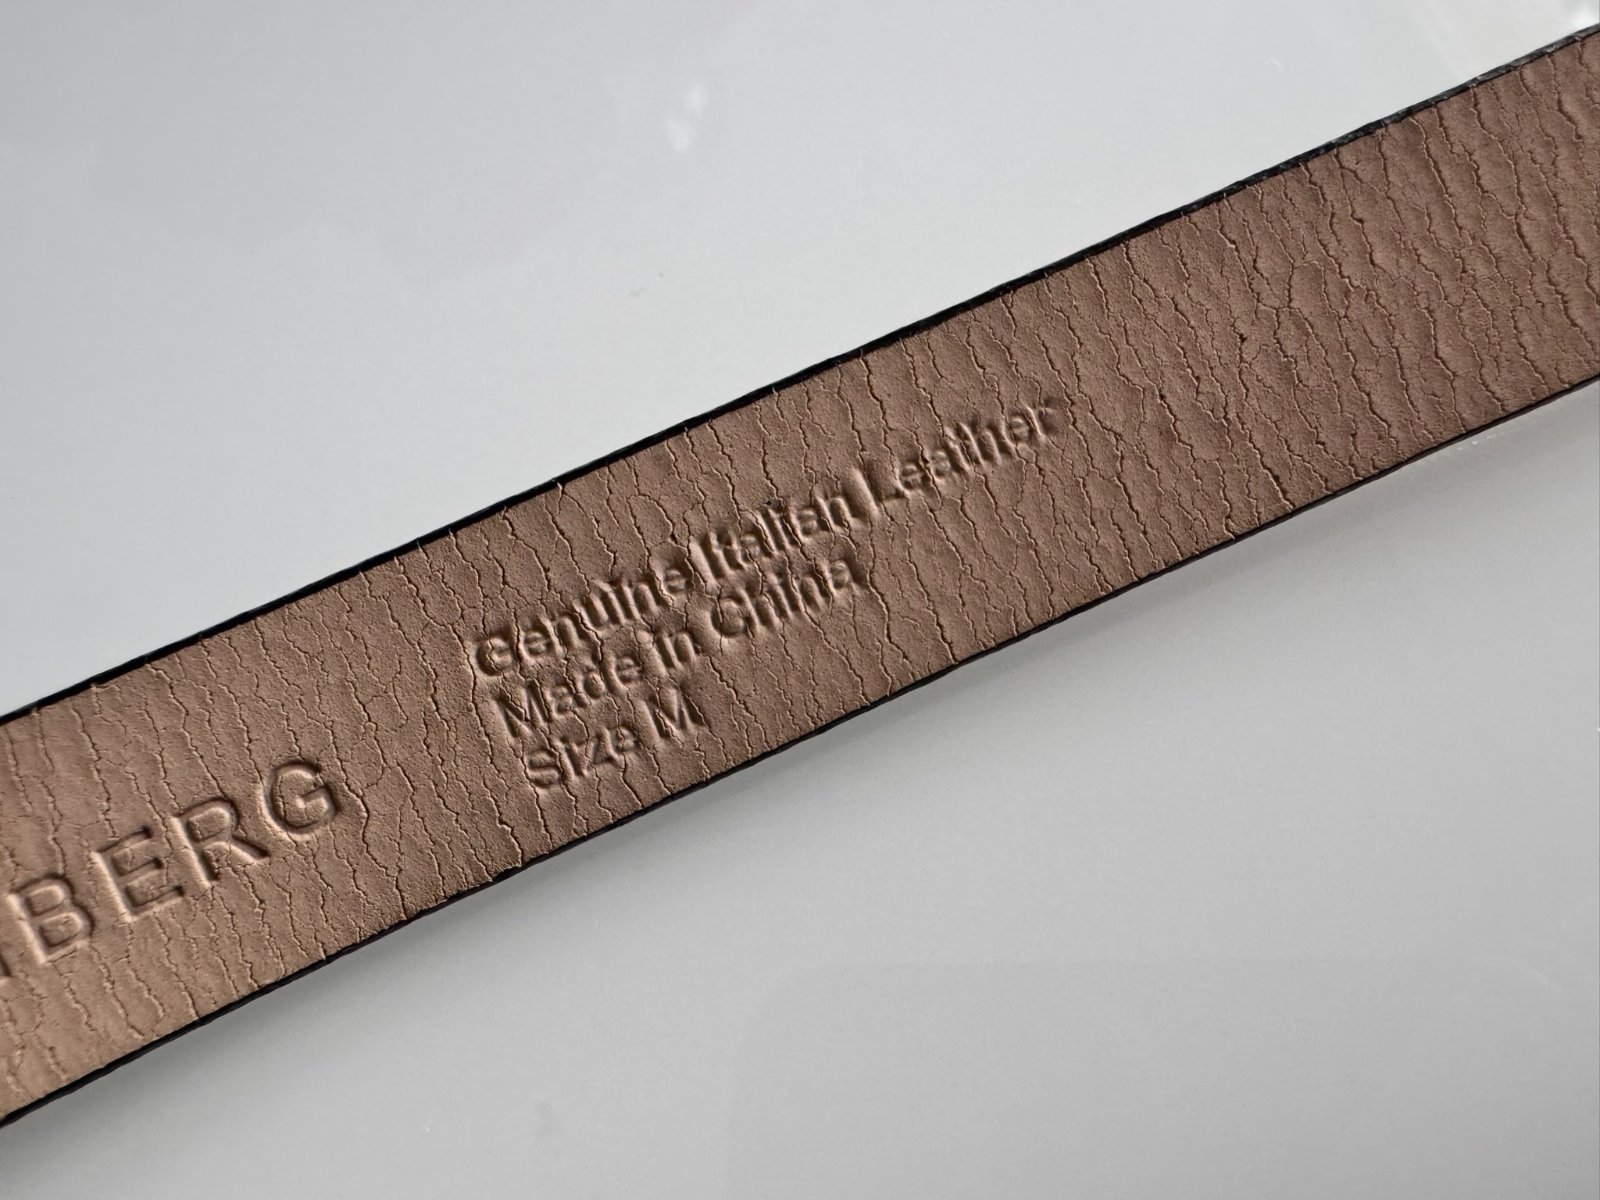 BERG
Genuine Italian Leather
Made in China
Size M